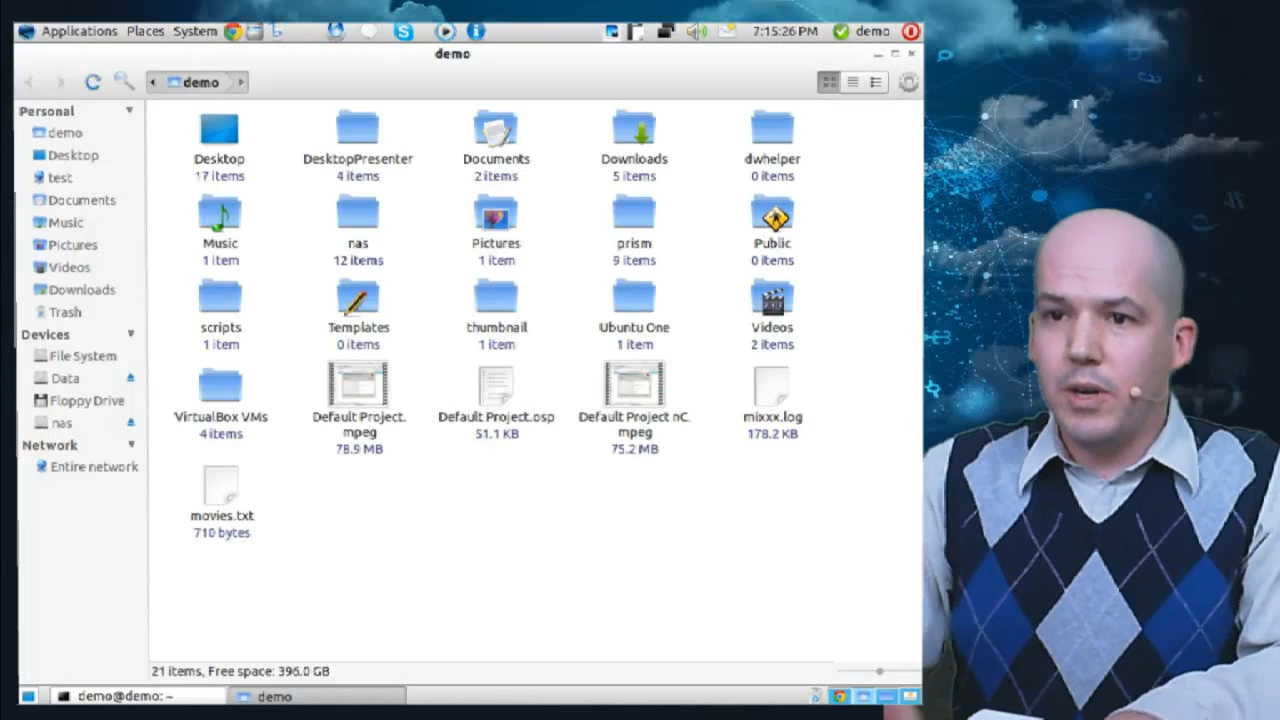 Applications Places System 7:15:26 PM demo
demo
demo
Personal
demo
Desktop
test
Documents
Music
Pictures
Videos
Downloads
Trash
Devices
File System
Data
Floppy Drive
nas
Network
Entire network
Desktop DesktopPresenter Documents Downloads dwhelper
17 items 4 items 2 items 5 items 0 items
Music nas Pictures prism Public
1 item 12 items 1 item 9 items 0 items
scripts Templates thumbnail Ubuntu One Videos
1 item 0 items 1 item 1 item 2 items
VirtualBox VMs Default Project. Default Project.osp Default Project nC. mixxx.log
4 items mpeg 51.1 KB mpeg 178.2 KB
78.9 MB 75.2 MB
movies.txt
710 bytes
21 items, Free space: 396.0 GB
demo@demo: ~ demo